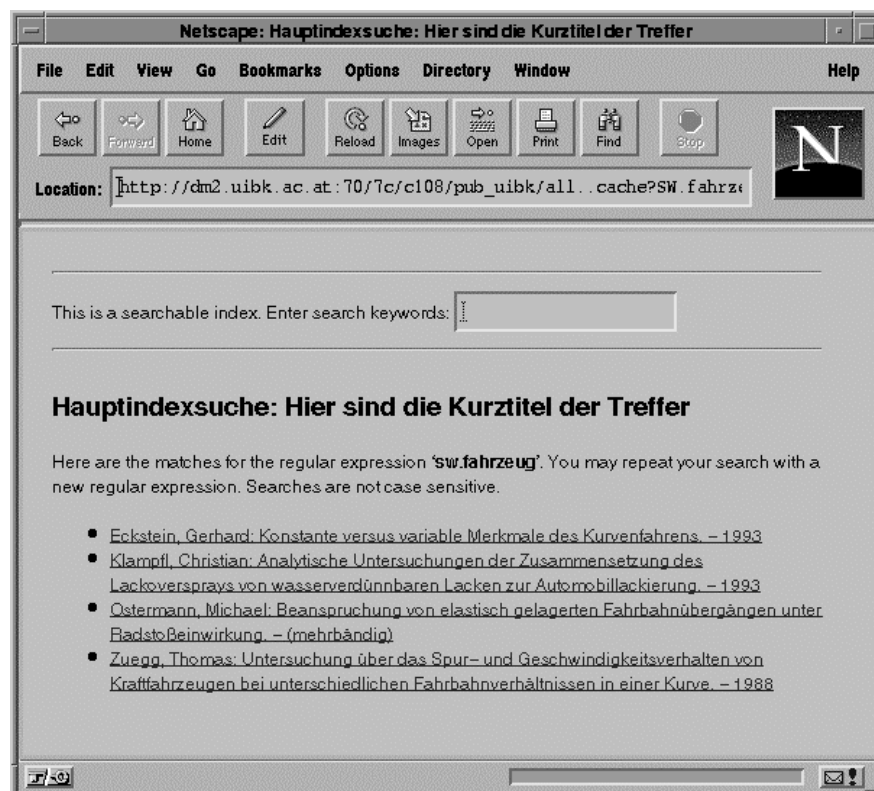 Netscape: Hauptindexsuche: Hier sind die Kurztitel der Treffer
File Edit View Go Bookmarks Options Directory Window Help
Back Forward Home Edit Reload Images Open Print Find Stop
N
Location: http://dm2.uibk.ac.at:70/7c/c108/pub_uibk/all..cache?SW.fahrze
This is a searchable index. Enter search keywords:
Hauptindexsuche: Hier sind die Kurztitel der Treffer
Here are the matches for the regular expression 'sw.fahrzeug'. You may repeat your search with a
new regular expression. Searches are not case sensitive.
Eckstein, Gerhard: Konstante versus variable Merkmale des Kurvenfahrens. – 1993
Klampfl, Christian: Analytische Untersuchungen der Zusammensetzung des
Lackoversprays von wasserverdünnbaren Lacken zur Automobillackierung. – 1993
Ostermann, Michael: Beanspruchung von elastisch gelagerten Fahrbahnübergängen unter
Radstoßeinwirkung. – (mehrbändig)
Zuegg, Thomas: Untersuchung über das Spur– und Geschwindigkeitsverhalten von
Kraftfahrzeugen bei unterschiedlichen Fahrbahnverhältnissen in einer Kurve. – 1988